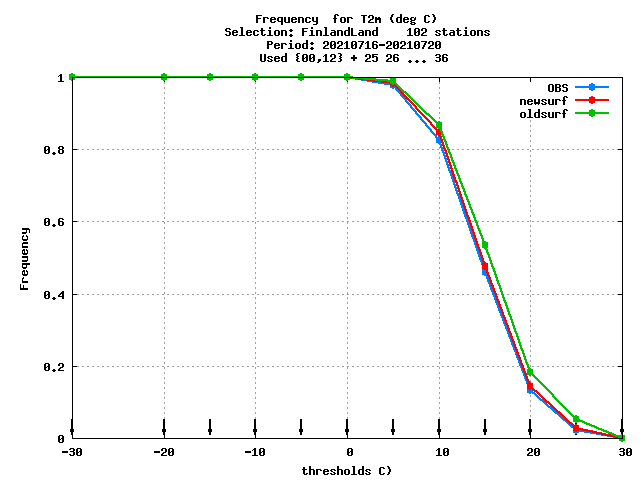 Frequency for T2m (deg C)
Selection: FinlandLand 102 stations
Period: 20210716-20210720
Used {00,12} + 25 26 ... 36
OBS
newsurf
oldsurf
1
0.8
0.6
0.4
0.2
0
Frequency
-30 -20 -10 0 10 20 30
thresholds C)